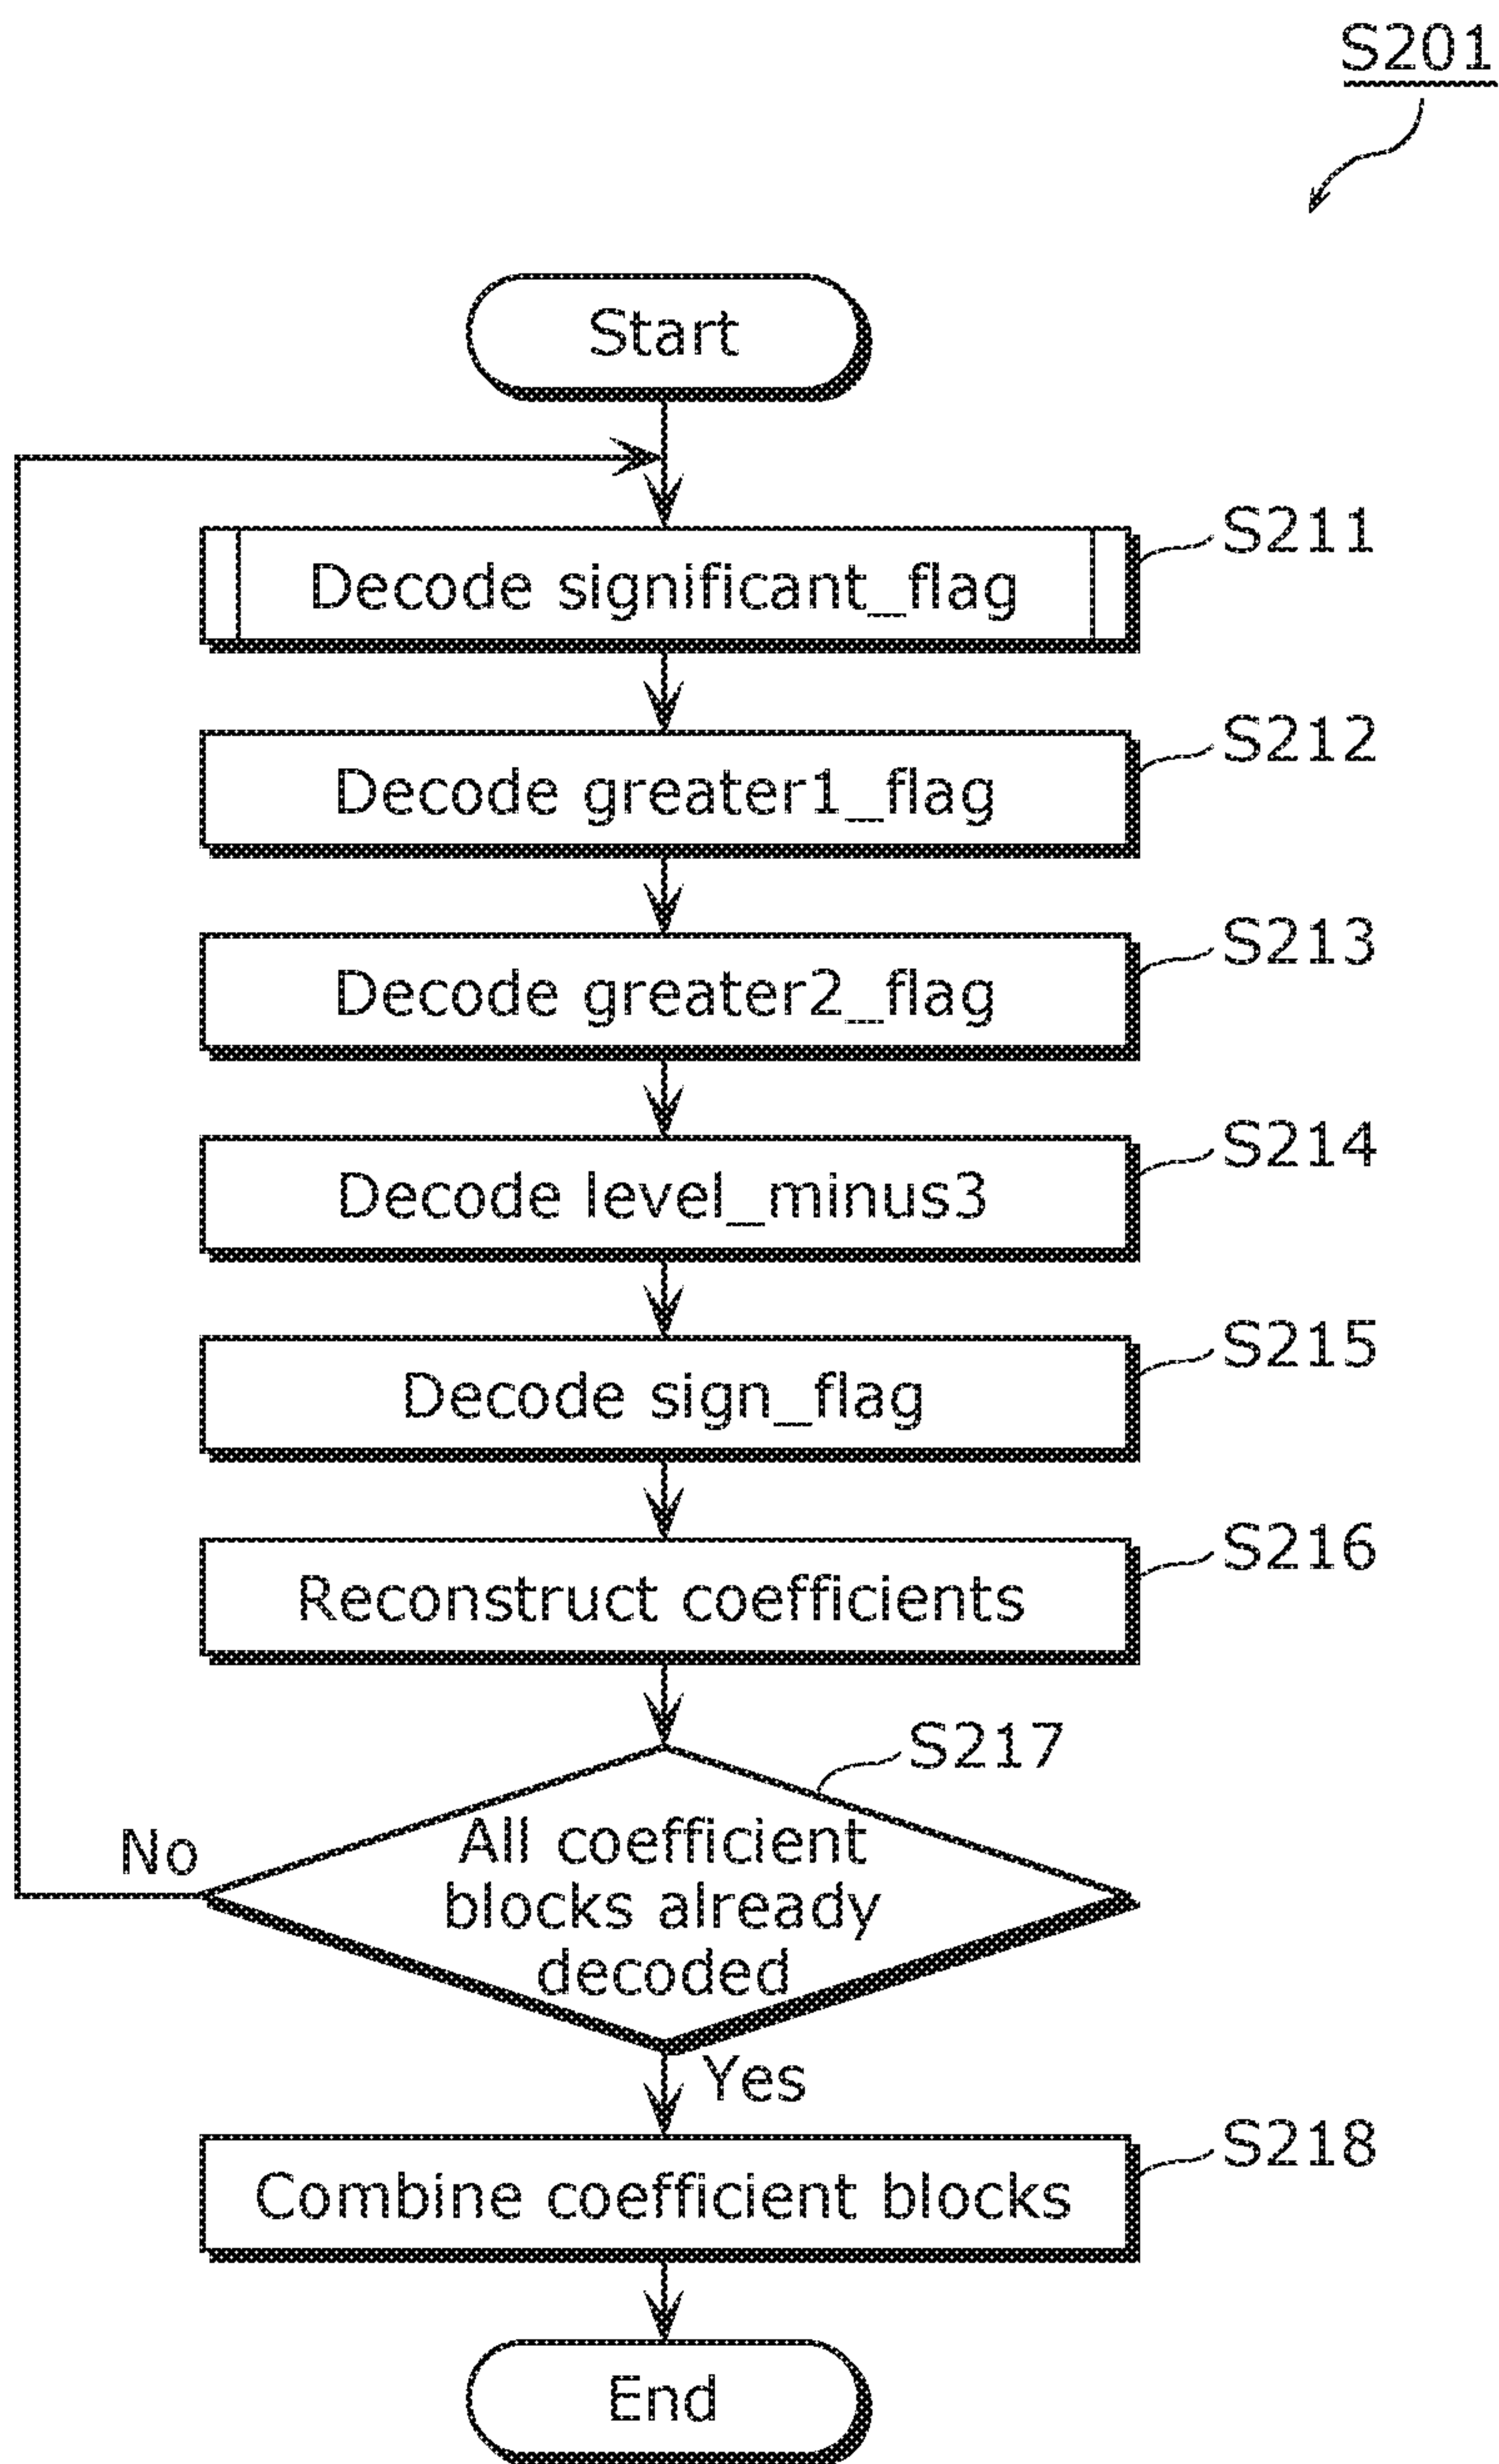 S201
Start
Decode significant_flag
S211
Decode greater1_flag
S212
Decode greater2_flag
S213
Decode level_minus3
S214
Decode sign_flag
S215
Reconstruct coefficients
S216
S217
All coefficient
blocks already
decoded
No
Yes
Combine coefficient blocks
S218
End